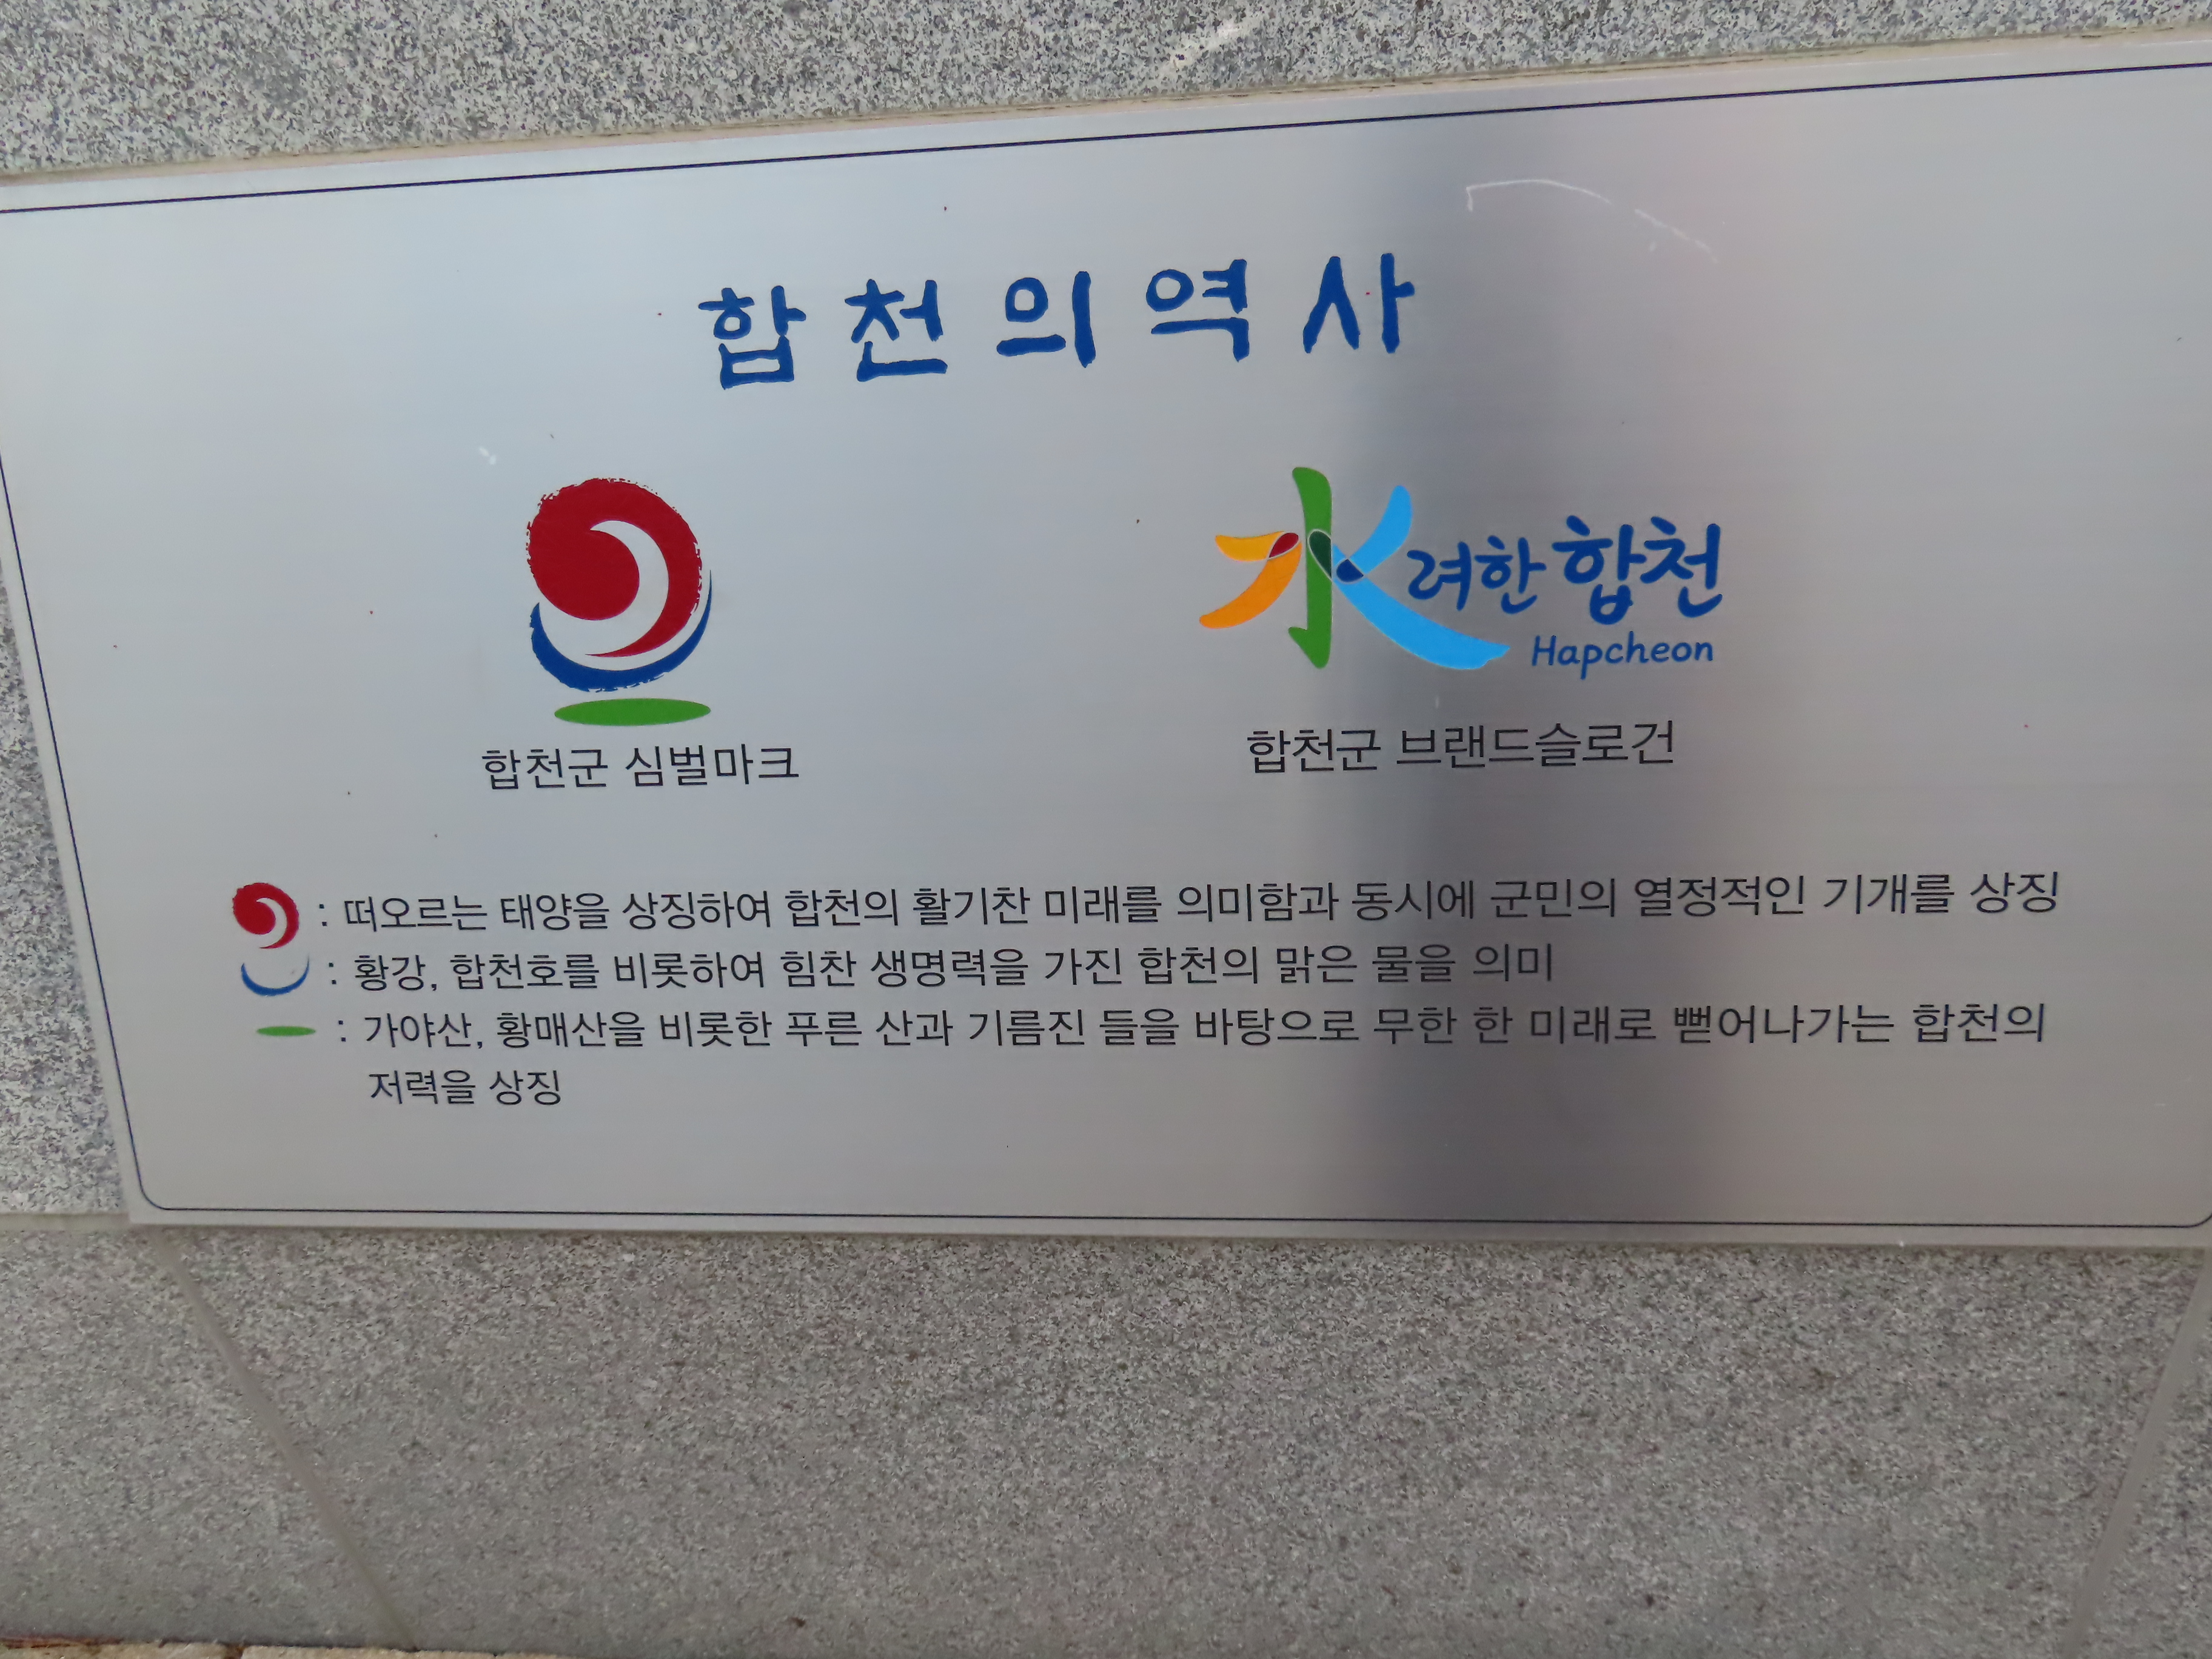 합천의역사
水려한 합천
Hapcheon
합천군 심벌마크
합천군 브랜드슬로건
: 떠오르는 태양을 상징하여 합천의 활기찬 미래를 의미함과 동시에 군민의 열정적인 기개를 상징
: 황강, 합천호를 비롯하여 힘찬 생명력을 가진 합천의 맑은 물을 의미
: 가야산, 황매산을 비롯한 푸른 산과 기름진 들을 바탕으로 무한 한 미래로 뻗어나가는 합천의
저력을 상징